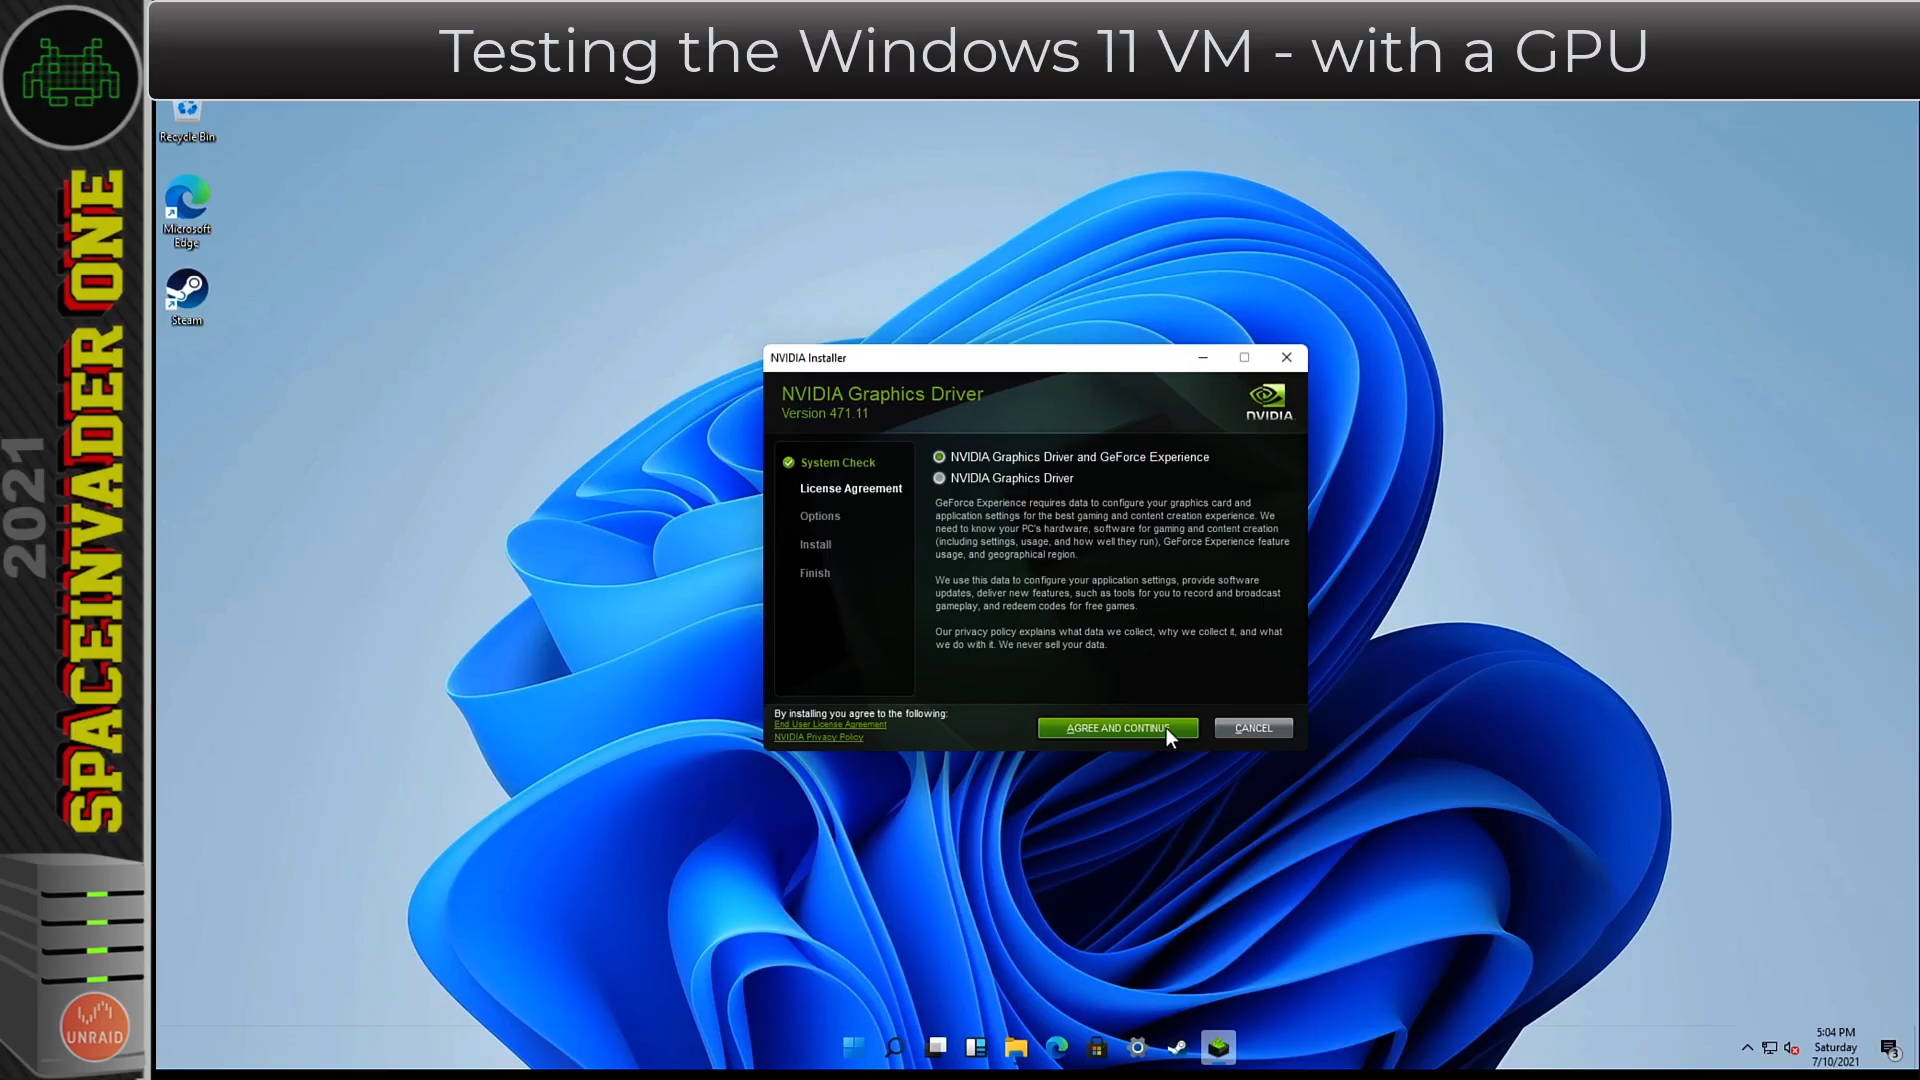 Testing the Windows 11 VM - with a GPU
2021
SPACEINVADER ONE
UNRAID
Recycle Bin
Microsoft
Edge
Steam
NVIDIA Installer
NVIDIA Graphics Driver
Version 471.11
NVIDIA.
System Check
License Agreement
Options
Install
Finish
NVIDIA Graphics Driver and GeForce Experience
NVIDIA Graphics Driver
GeForce Experience requires data to configure your graphics card and
application settings for the best gaming and content creation experience. We
need to know your PC's hardware, software for gaming and content creation
(including settings, usage, and how well they run), GeForce Experience feature
usage, and geographical region.
We use this data to configure your application settings, provide software
updates, deliver new features, such as tools for you to record and broadcast
gameplay, and redeem codes for free games.
Our privacy policy explains what data we collect, why we collect it, and what
we do with it. We never sell your data.
By installing you agree to the following:
End User License Agreement
NVIDIA Privacy Policy
AGREE AND CONTINUE
CANCEL
5:04 PM
Saturday
7/10/2021
3